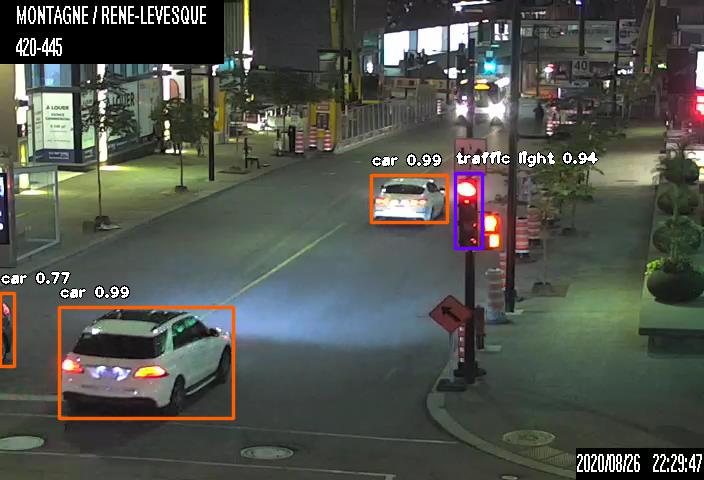 MONTAGNE / RENE-LEVESQUE
420-445
A LOUER
40
car 0.99
traffic light 0.94
car 0.77
car 0.99
2020/08/26 22:29:47